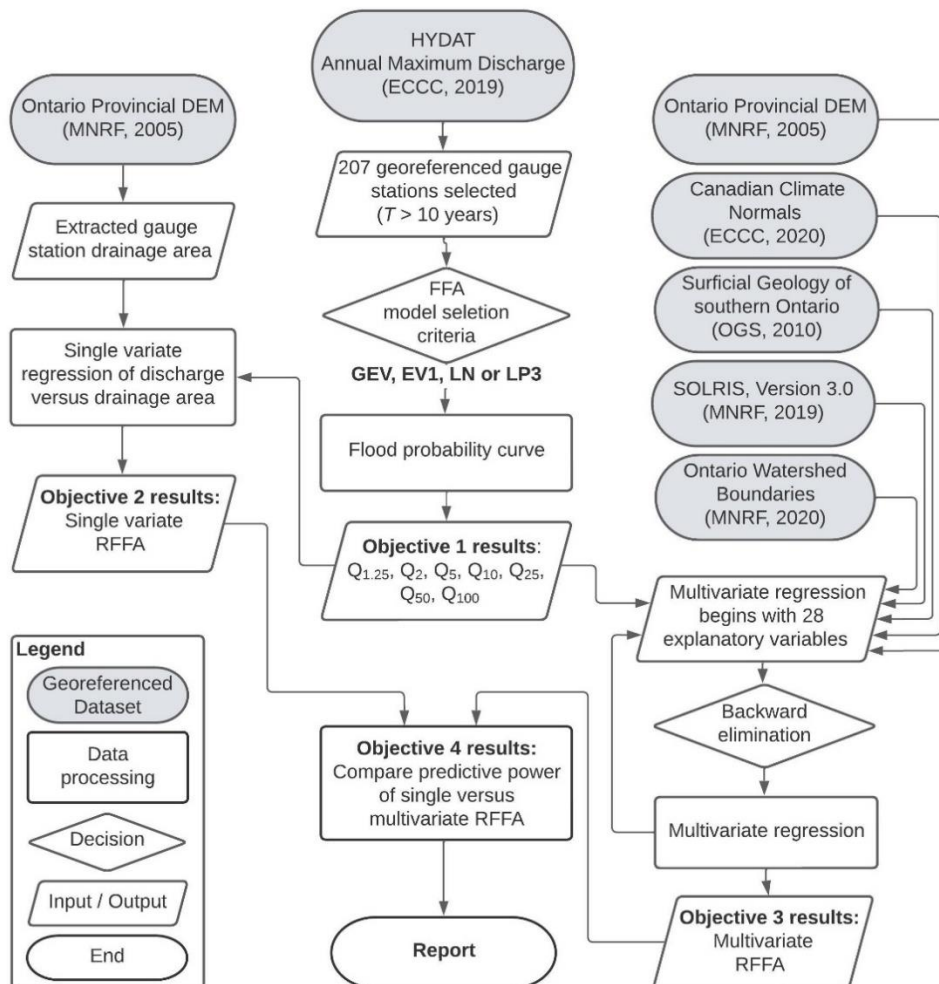 HYDAT
Annual Maximum Discharge
(ECCC, 2019)
Ontario Provincial DEM
(MNRF, 2005)
Ontario Provincial DEM
(MNRF, 2005)
207 georeferenced gauge
stations selected
(T > 10 years)
Canadian Climate
Normals
(ECCC, 2020)
Extracted gauge
station drainage area
FFA
model seletion
criteria
Surficial Geology of
southern Ontario
(OGS, 2010)
Single variate
regression of discharge
versus drainage area
GEV, EV1, LN or LP3
SOLRIS, Version 3.0
(MNRF, 2019)
Flood probability curve
Ontario Watershed
Boundaries
(MNRF, 2020)
Objective 2 results:
Single variate
RFFA
Objective 1 results:
Q1.25, Q2, Q5, Q10, Q25,
Q50, Q100
Multivariate regression
begins with 28
explanatory variables
Legend
Georeferenced
Dataset
Data
processing
Decision
Input / Output
End
Backward
elimination
Objective 4 results:
Compare predictive power
of single versus
multivariate RFFA
Multivariate regression
Report
Objective 3 results:
Multivariate
RFFA